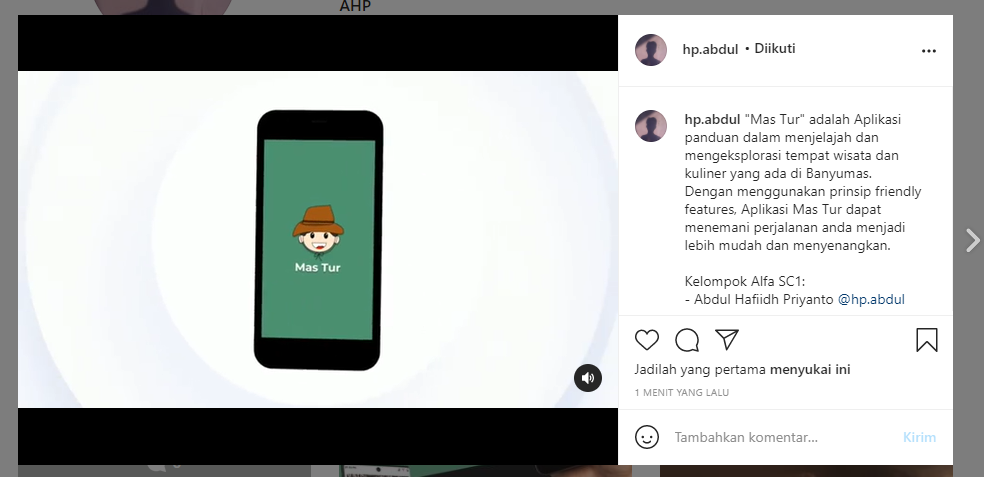 AHP
hp.abdul • Diikuti
Mas Tur
hp.abdul "Mas Tur" adalah Aplikasi
panduan dalam menjelajah dan
mengeksplorasi tempat wisata dan
kuliner yang ada di Banyumas.
Dengan menggunakan prinsip friendly
features, Aplikasi Mas Tur dapat
menemani perjalanan anda menjadi
lebih mudah dan menyenangkan.
Kelompok Alfa SC1:
- Abdul Hafiidh Priyanto @hp.abdul
Jadilah yang pertama menyukai ini
1 MENIT YANG LALU
Tambahkan komentar...
Kirim